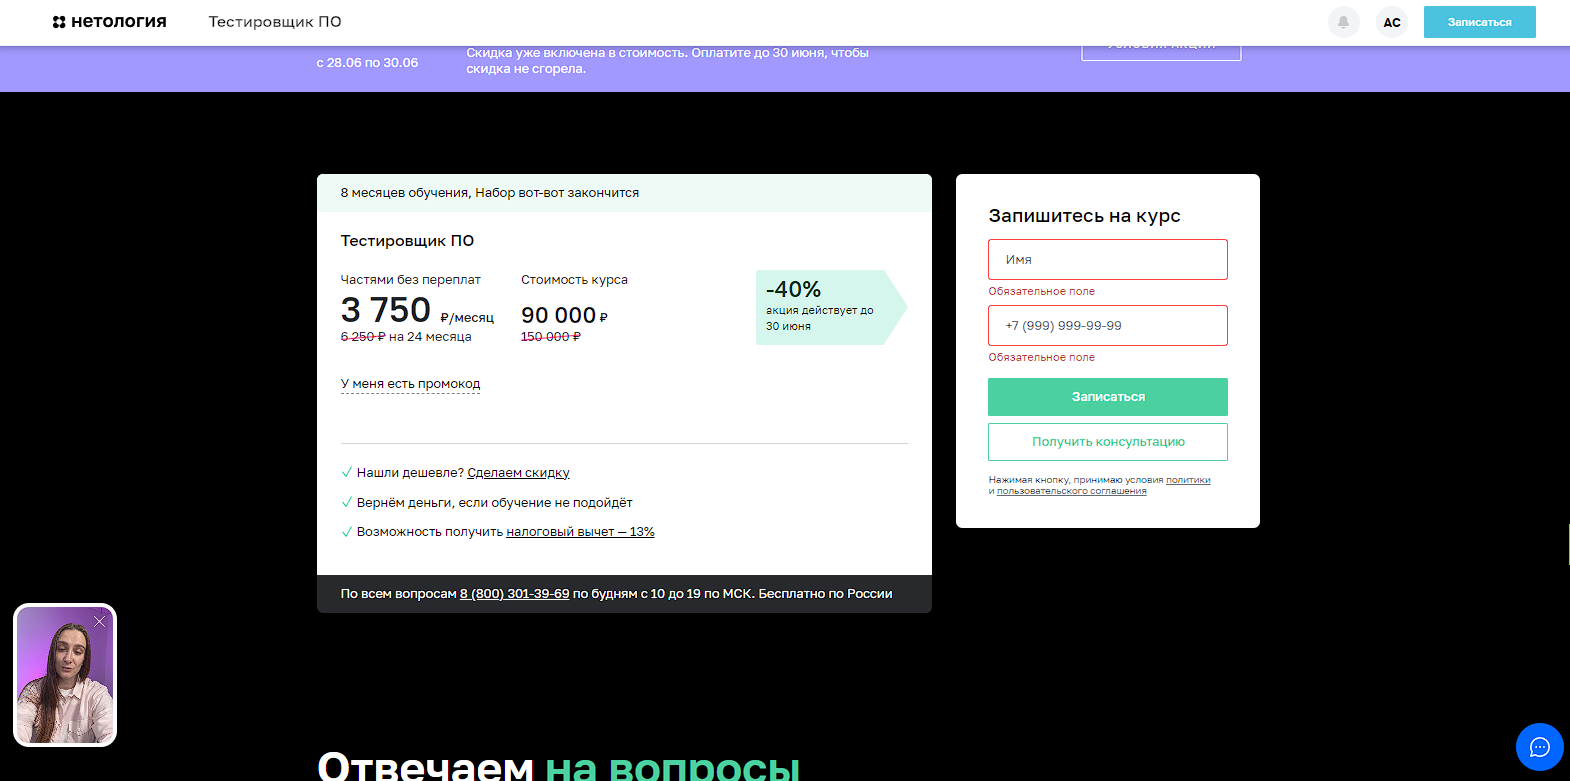 нетология
Тестировщик ПО
АС
Записаться
с 28.06 по 30.06
Скидка уже включена в стоимость. Оплатите до 30 июня, чтобы
скидка не сгорела.
8 месяцев обучения, Набор вот-вот закончится
Тестировщик ПО
Частями без переплат
3 750 ₽/месяц
6 250 ₽ на 24 месяца
Стоимость курса
90 000 ₽
150 000 ₽
-40%
акция действует до
30 июня
У меня есть промокод
Нашли дешевле? Сделаем скидку
Вернём деньги, если обучение не подойдёт
Возможность получить налоговый вычет — 13%
По всем вопросам 8 (800) 301-39-69 по будням с 10 до 19 по МСК. Бесплатно по России
Запишитесь на курс
Имя
Обязательное поле
+7 (999) 999-99-99
Обязательное поле
Записаться
Получить консультацию
Нажимая кнопку, принимаю условия политики
и пользовательского соглашения
Отвечаем на вопросы